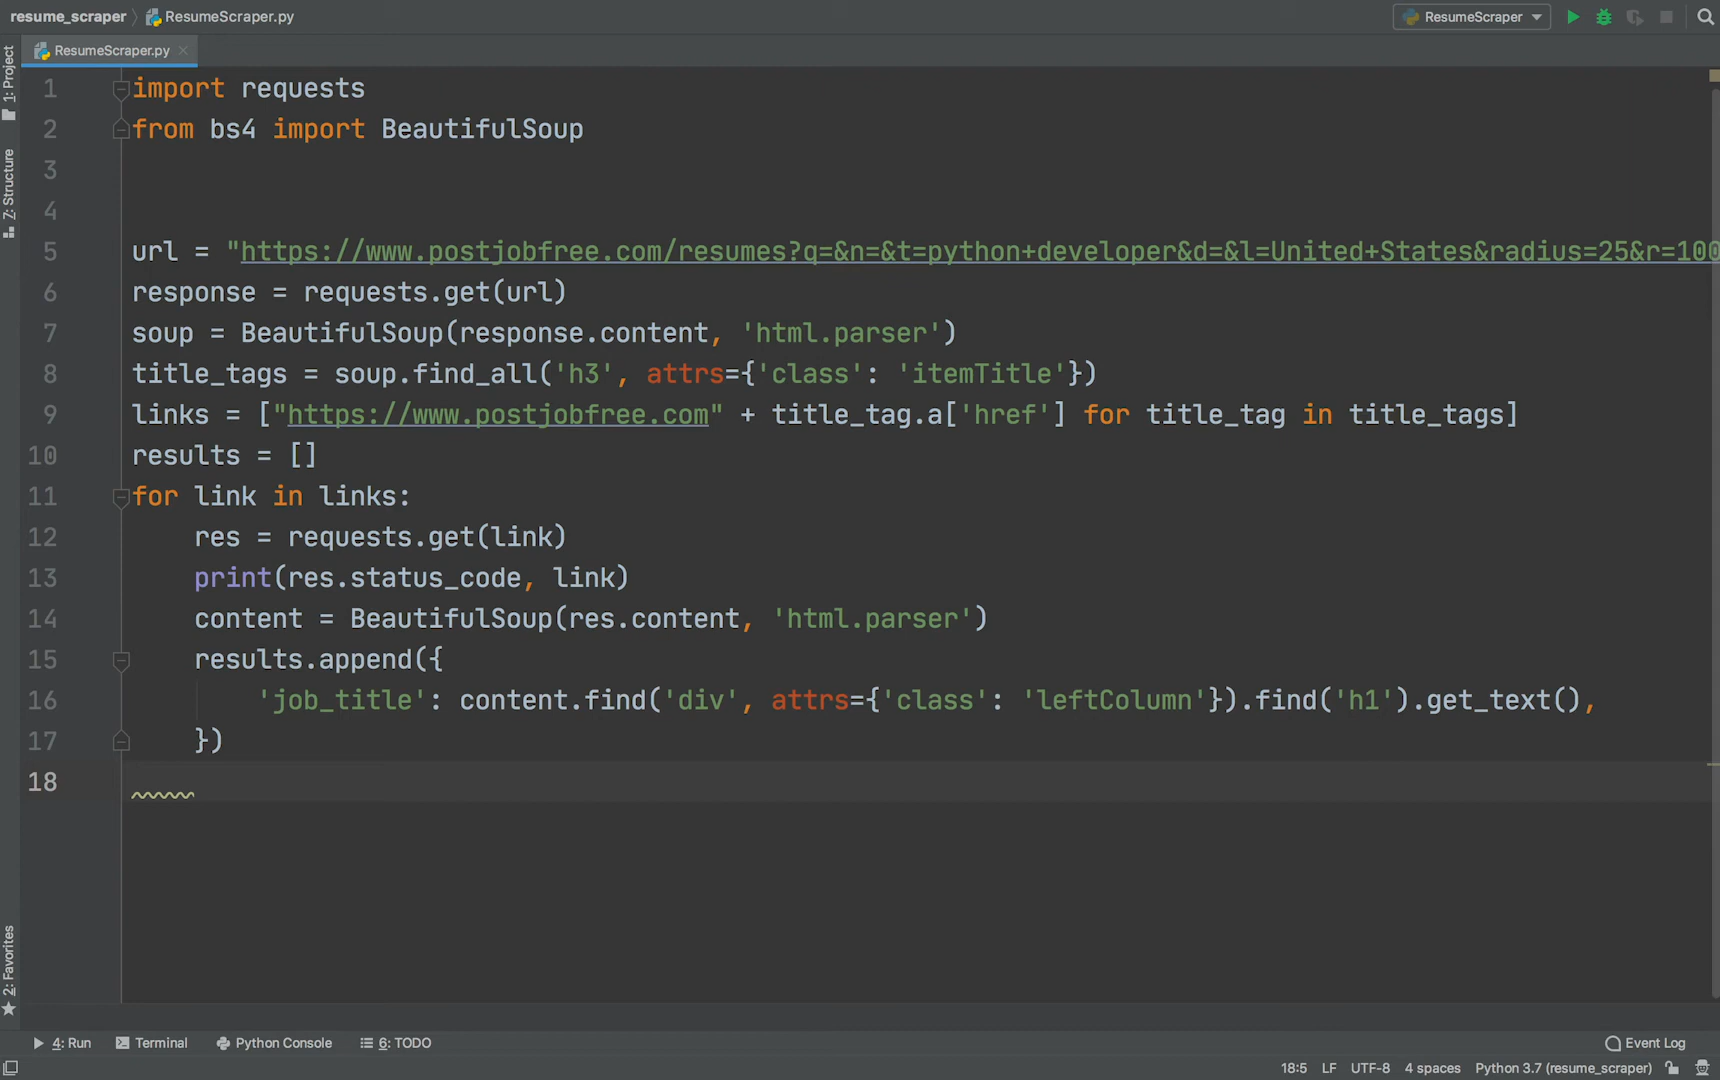 resume_scraper ResumeScraper.py ResumeScraper
ResumeScraper.py
1: Project
7: Structure
2: Favorites
1 import requests
2 from bs4 import BeautifulSoup
3
4
5 url = "https://www.postjobfree.com/resumes?q=&n=&t=python+developer&d=&l=United+States&radius=25&r=100
6 response = requests.get(url)
7 soup = BeautifulSoup(response.content, 'html.parser')
8 title_tags = soup.find_all('h3', attrs={'class': 'itemTitle'})
9 links = ["https://www.postjobfree.com" + title_tag.a['href'] for title_tag in title_tags]
10 results = []
11 for link in links:
12 res = requests.get(link)
13 print(res.status_code, link)
14 content = BeautifulSoup(res.content, 'html.parser')
15 results.append({
16 'job_title': content.find('div', attrs={'class': 'leftColumn'}).find('h1').get_text(),
17 })
18
4: Run Terminal Python Console 6: TODO Event Log
18:5 LF UTF-8 4 spaces Python 3.7 (resume_scraper)